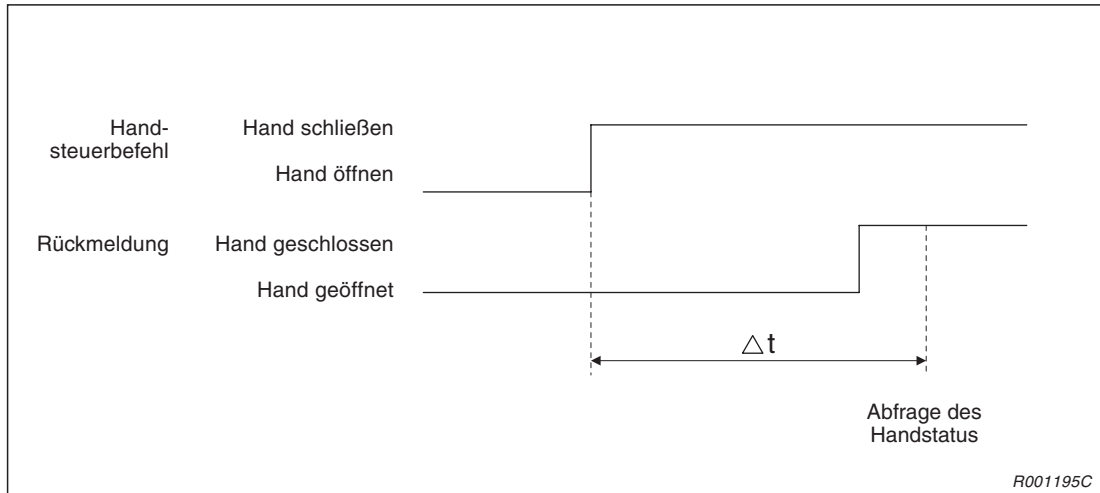 Hand-
steuerbefehl
Hand schließen
Hand öffnen
Rückmeldung
Hand geschlossen
Hand geöffnet
△t
Abfrage des
Handstatus
R001195C